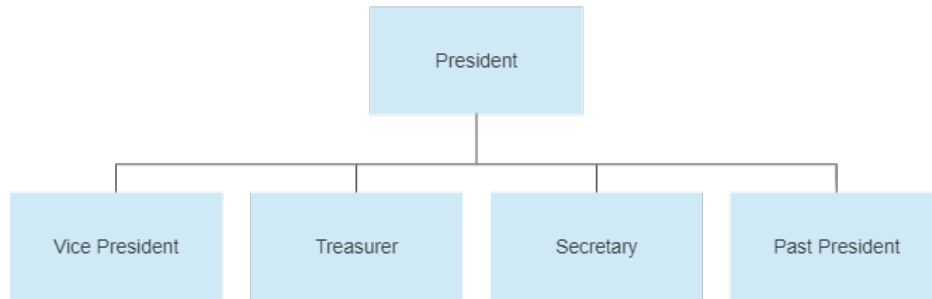 President
Vice President
Treasurer
Secretary
Past President